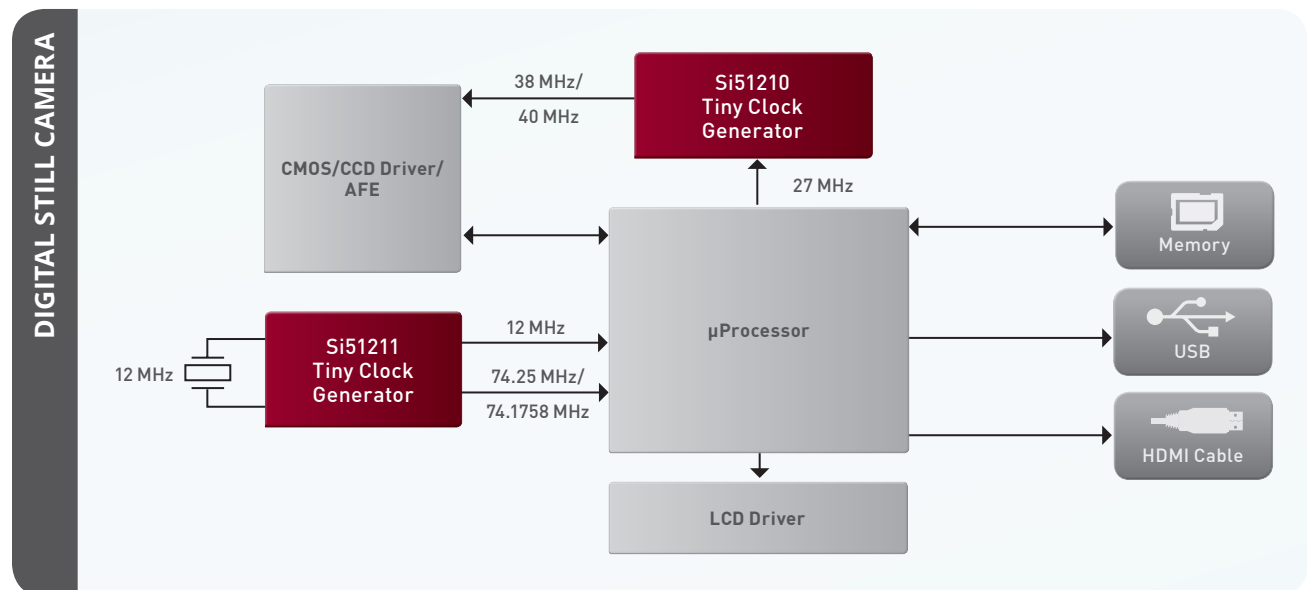 DIGITAL STILL CAMERA
38 MHz/
40 MHz
Si51210
Tiny Clock
Generator
CMOS/CCD Driver/
AFE
27 MHz
Memory
µProcessor
USB
12 MHz
Si51211
Tiny Clock
Generator
12 MHz
74.25 MHz/
74.1758 MHz
HDMI Cable
LCD Driver